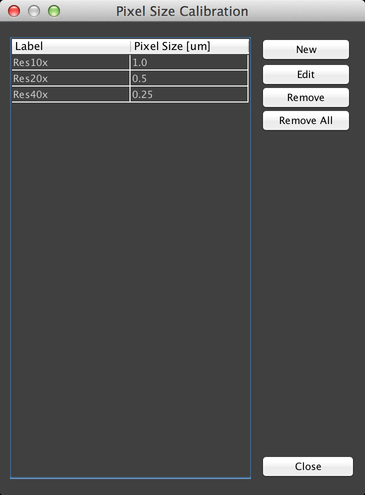 Pixel Size Calibration
Label Pixel Size [um]
Res10x 1.0
Res20x 0.5
Res40x 0.25
New
Edit
Remove
Remove All
Close